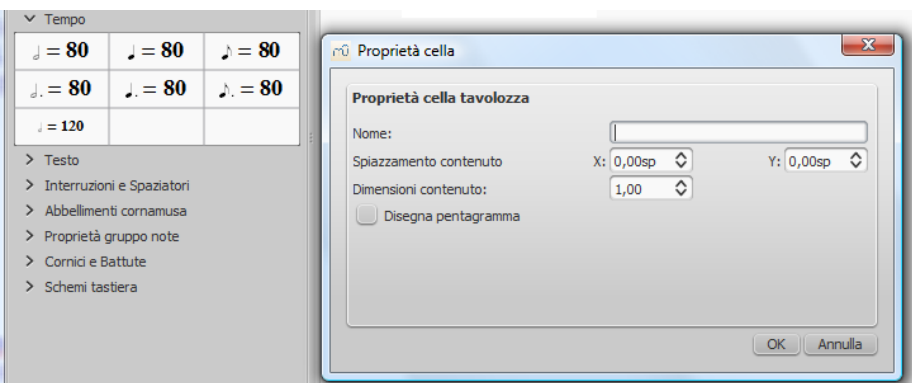 Tempo
𝅗𝅥 = 80 ♩ = 80 ♪ = 80
𝅗𝅥. = 80 ♩. = 80 ♪. = 80
𝅗𝅥 = 120
Testo
Interruzioni e Spaziatori
Abbellimenti cornamusa
Proprietà gruppo note
Cornici e Battute
Schemi tastiera
Proprietà cella
Proprietà cella tavolozza
Nome:
Spiazzamento contenuto X: 0,00sp Y: 0,00sp
Dimensioni contenuto: 1,00
Disegna pentagramma
OK Annulla